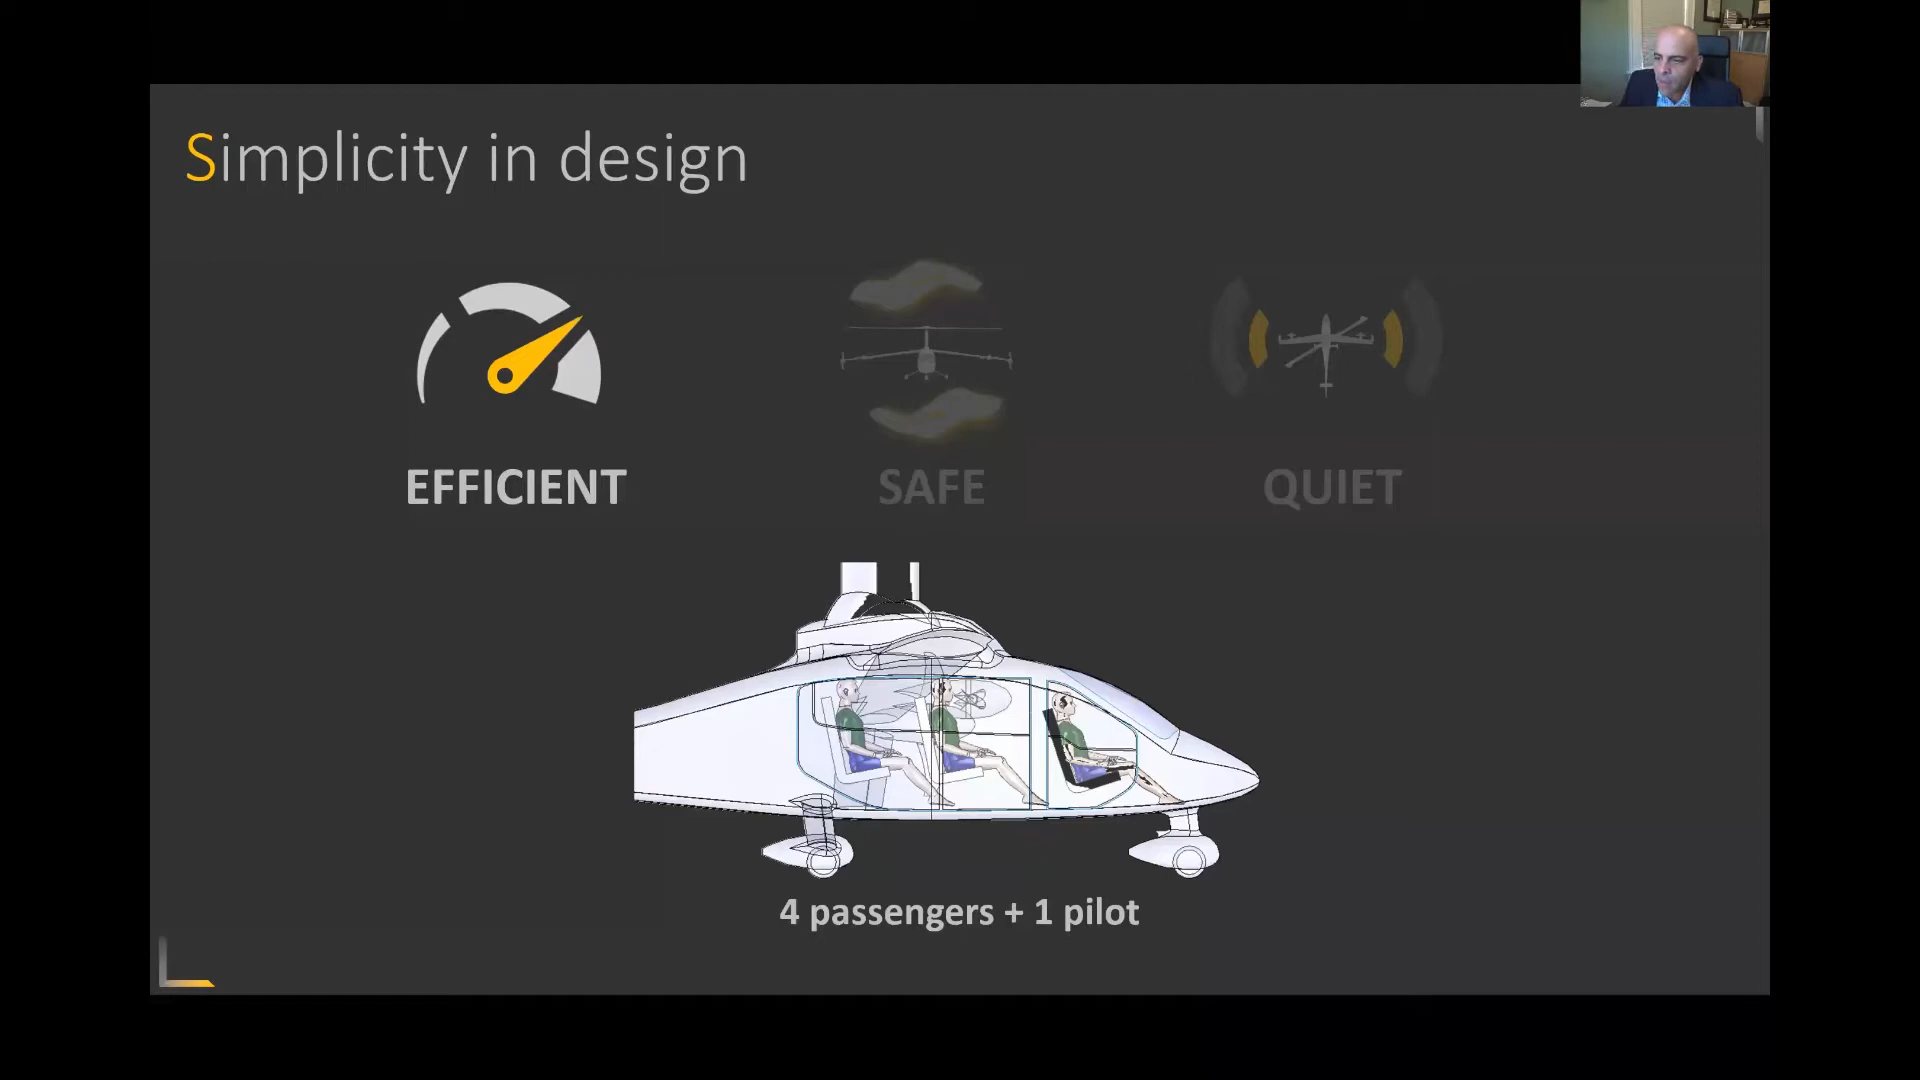 Simplicity in design
EFFICIENT
SAFE
QUIET
4 passengers + 1 pilot